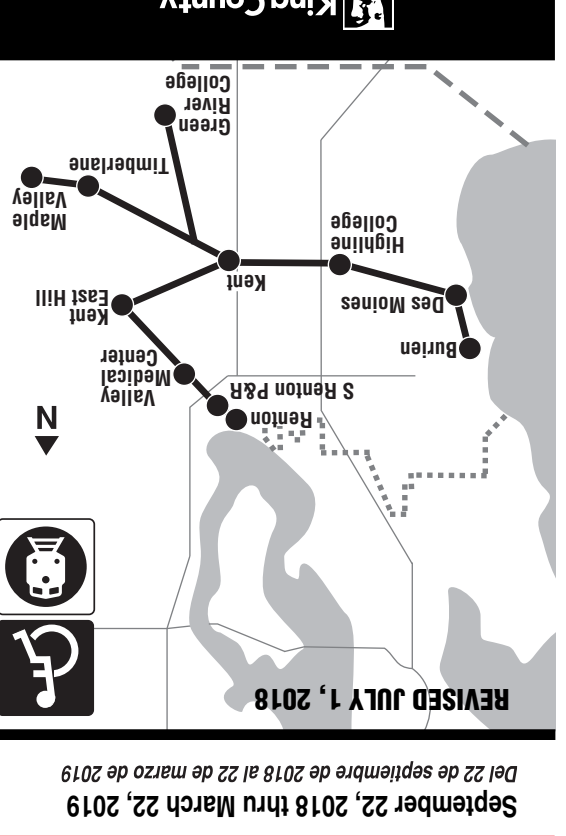 September 22, 2018 thru March 22, 2019
Del 22 de septiembre de 2018 al 22 de marzo de 2019
REVISED JULY 1, 2018
N
Renton
S Renton P&R
Valley
Medical
Center
Burien
Des Moines
Kent
East Hill
Kent
Highline
College
Maple
Valley
Timberlane
Green
River
College
King County